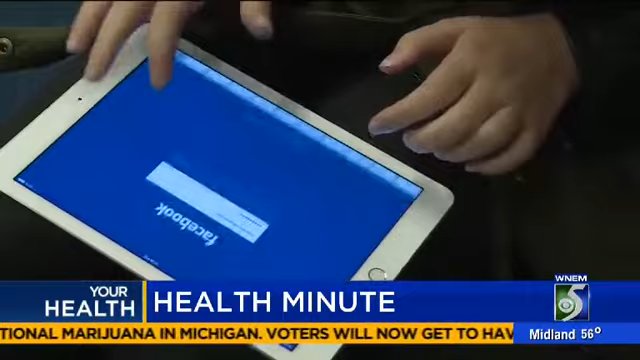 facebook
YOUR
HEALTH
HEALTH MINUTE
WNEM
5
TIONAL MARIJUANA IN MICHIGAN. VOTERS WILL NOW GET TO HAV
Midland 56°